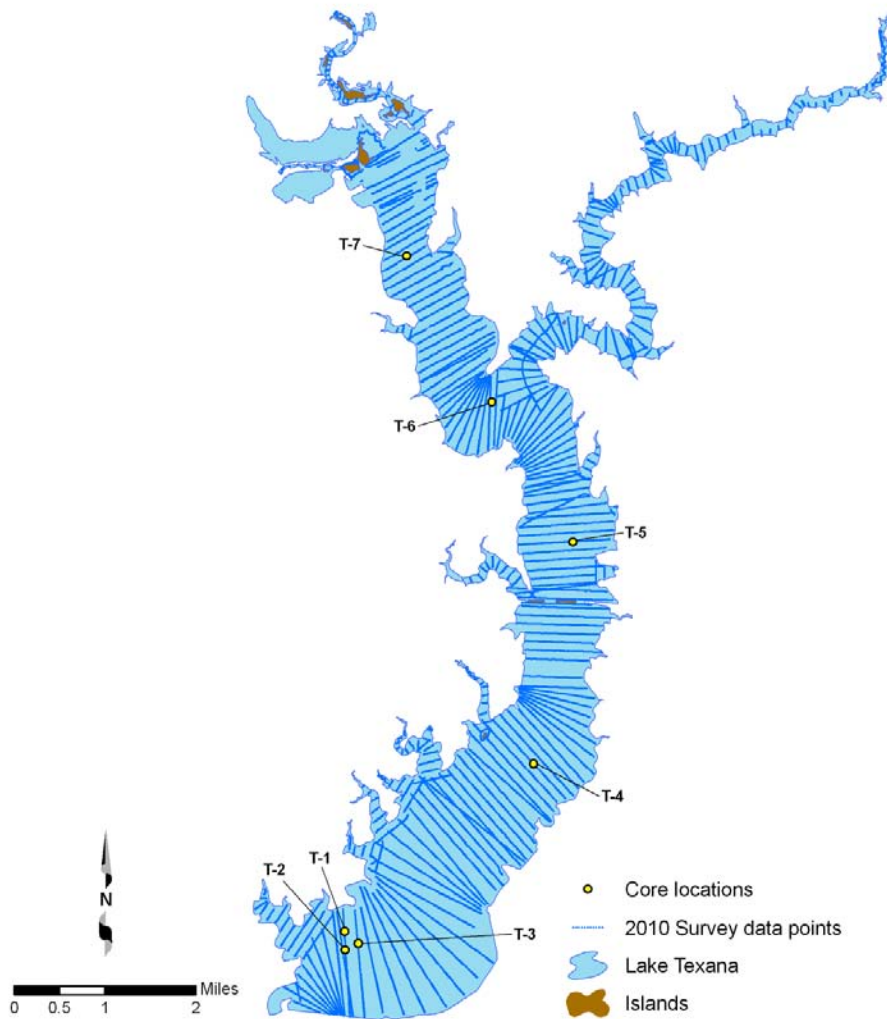 T-7
T-6
T-5
T-4
T-1
T-2
T-3
N
Miles
0 0.5 1 2
Core locations
2010 Survey data points
Lake Texana
Islands